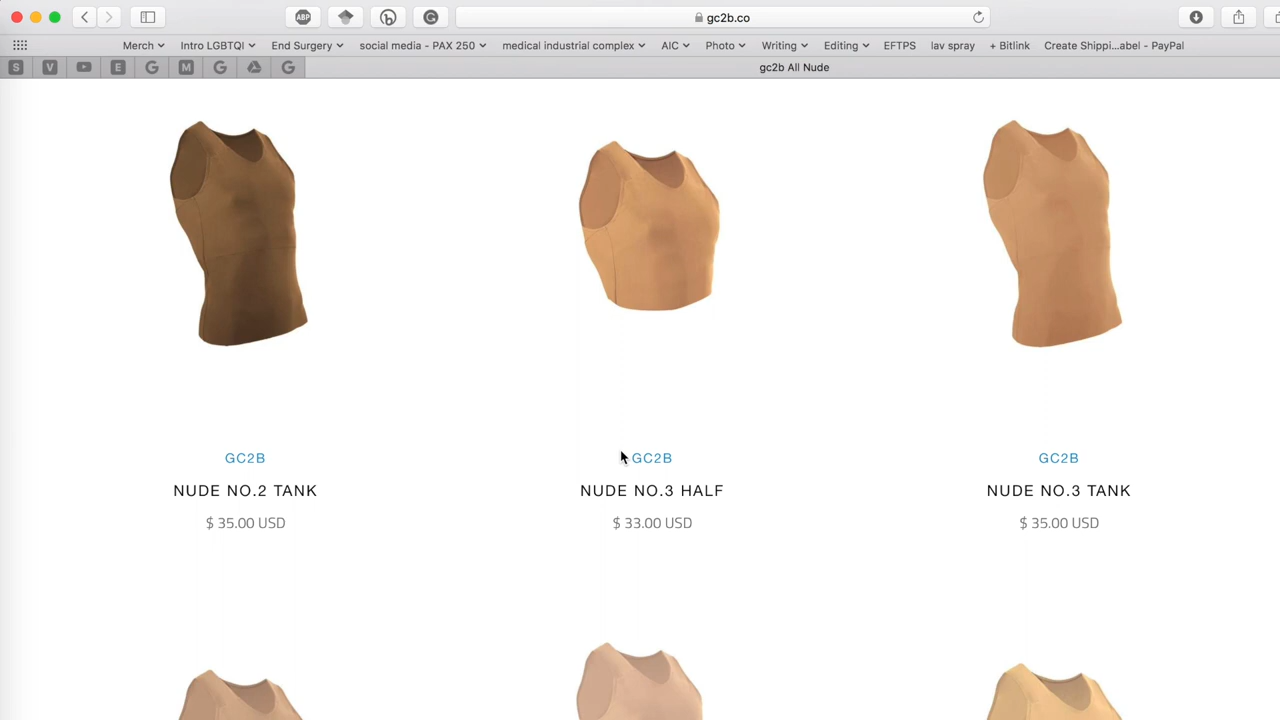 ABP
gc2b.co
Merch Intro LGBTQI End Surgery social media - PAX 250 medical industrial complex AIC Photo Writing Editing EFTPS lav spray + Bitlink Create Shippi...abel - PayPal
S V E G M G G gc2b All Nude
GC2B GC2B GC2B
NUDE NO.2 TANK NUDE NO.3 HALF NUDE NO.3 TANK
$ 35.00 USD $ 33.00 USD $ 35.00 USD